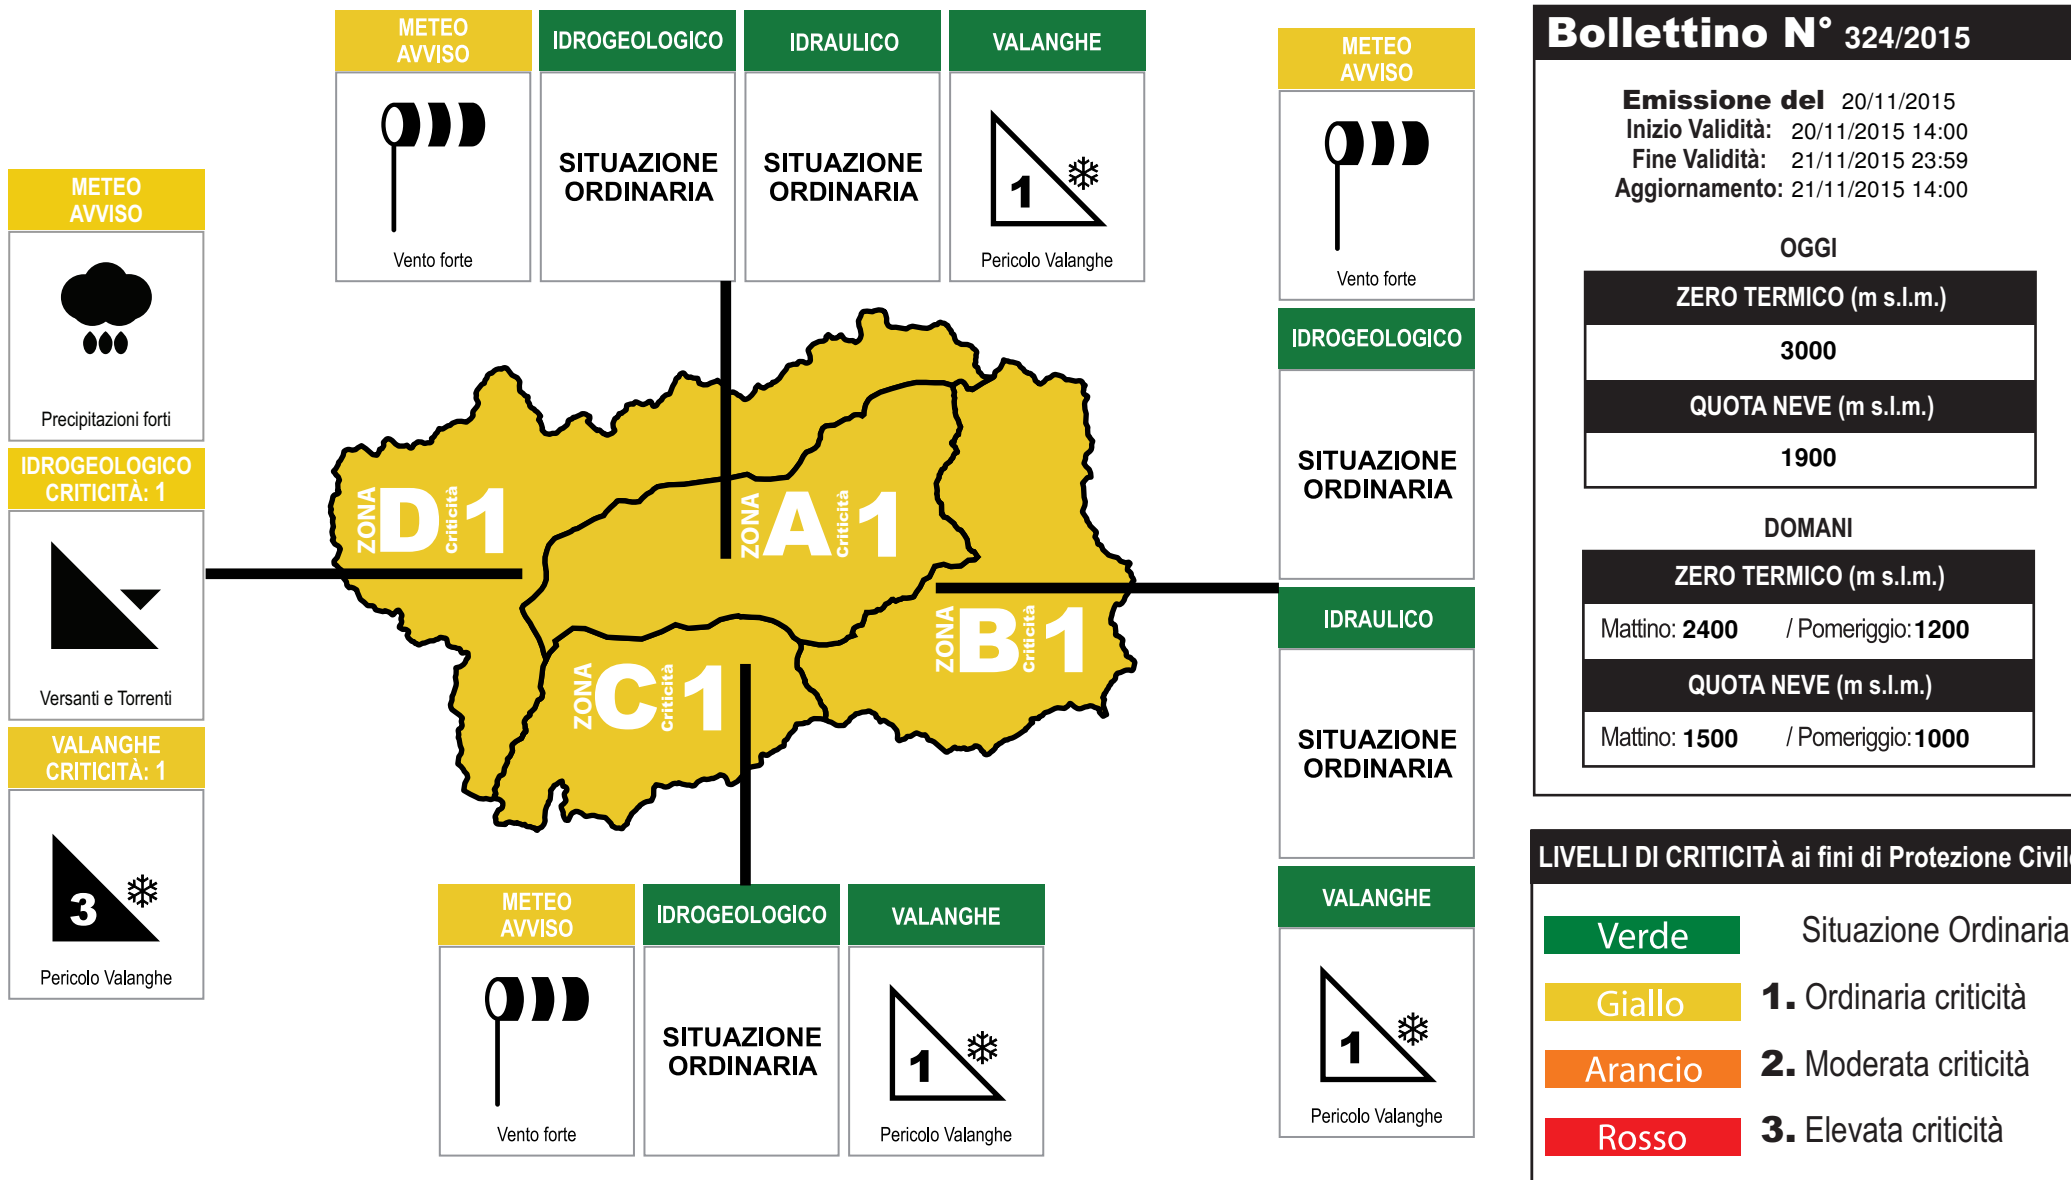 METEO
AVVISO
Vento forte
IDROGEOLOGICO
SITUAZIONE
ORDINARIA
IDRAULICO
SITUAZIONE
ORDINARIA
VALANGHE
1
Pericolo Valanghe
METEO
AVVISO
Precipitazioni forti
IDROGEOLOGICO
CRITICITÀ: 1
Versanti e Torrenti
VALANGHE
CRITICITÀ: 1
3
Pericolo Valanghe
ZONA D Criticità 1
ZONA A Criticità 1
ZONA B Criticità 1
ZONA C Criticità 1
METEO
AVVISO
Vento forte
IDROGEOLOGICO
SITUAZIONE
ORDINARIA
VALANGHE
1
Pericolo Valanghe
METEO
AVVISO
Vento forte
IDROGEOLOGICO
SITUAZIONE
ORDINARIA
IDRAULICO
SITUAZIONE
ORDINARIA
VALANGHE
1
Pericolo Valanghe
Bollettino N° 324/2015
Emissione del 20/11/2015
Inizio Validità: 20/11/2015 14:00
Fine Validità: 21/11/2015 23:59
Aggiornamento: 21/11/2015 14:00
OGGI
ZERO TERMICO (m s.l.m.)
3000
QUOTA NEVE (m s.l.m.)
1900
DOMANI
ZERO TERMICO (m s.l.m.)
Mattino: 2400 / Pomeriggio: 1200
QUOTA NEVE (m s.l.m.)
Mattino: 1500 / Pomeriggio: 1000
LIVELLI DI CRITICITÀ ai fini di Protezione Civile
Verde Situazione Ordinaria
Giallo 1. Ordinaria criticità
Arancio 2. Moderata criticità
Rosso 3. Elevata criticità